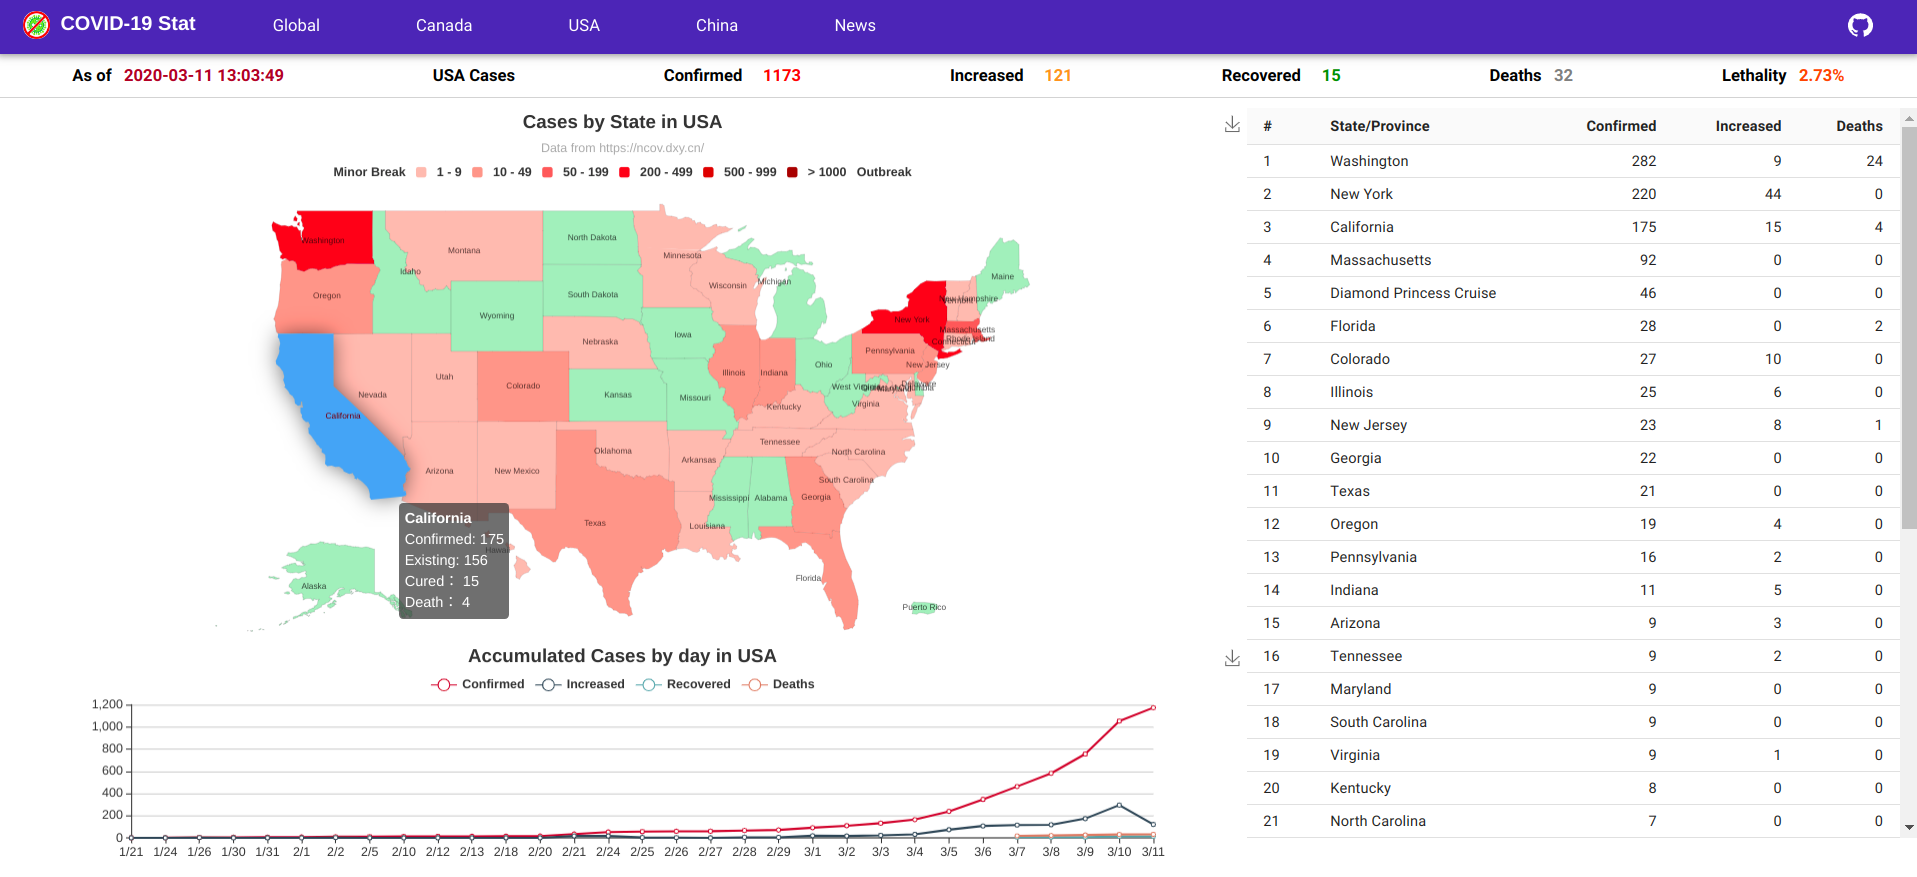 COVID-19 Stat Global Canada USA China News
As of 2020-03-11 13:03:49 USA Cases Confirmed 1173 Increased 121 Recovered 15 Deaths 32 Lethality 2.73%
Cases by State in USA
Data from https://ncov.dxy.cn/
Minor Break 1 - 9 10 - 49 50 - 199 200 - 499 500 - 999 > 1000 Outbreak
Washington
Montana
North Dakota
Minnesota
Idaho
Maine
Oregon
South Dakota
Wisconsin
Michigan
New Hampshire
Vermont
Wyoming
New York
Massachusetts
Rhode Island
Connecticut
Iowa
Nebraska
Pennsylvania
New Jersey
Ohio
Illinois
Indiana
Utah
Colorado
Nevada
Kansas
Missouri
West Virginia
Maryland
Delaware
Virginia
Kentucky
California
Tennessee
Oklahoma
North Carolina
Arkansas
Arizona
New Mexico
South Carolina
Mississippi
Alabama
Georgia
Texas
Louisiana
Hawaii
Florida
Alaska
Puerto Rico
California
Confirmed: 175
Existing: 156
Cured： 15
Death： 4
Accumulated Cases by day in USA
Confirmed Increased Recovered Deaths
1,200
1,000
800
600
400
200
0
1/21 1/24 1/26 1/30 1/31 2/1 2/2 2/5 2/10 2/12 2/13 2/18 2/20 2/21 2/24 2/25 2/26 2/27 2/28 2/29 3/1 3/2 3/3 3/4 3/5 3/6 3/7 3/8 3/9 3/10 3/11
# State/Province Confirmed Increased Deaths
1 Washington 282 9 24
2 New York 220 44 0
3 California 175 15 4
4 Massachusetts 92 0 0
5 Diamond Princess Cruise 46 0 0
6 Florida 28 0 2
7 Colorado 27 10 0
8 Illinois 25 6 0
9 New Jersey 23 8 1
10 Georgia 22 0 0
11 Texas 21 0 0
12 Oregon 19 4 0
13 Pennsylvania 16 2 0
14 Indiana 11 5 0
15 Arizona 9 3 0
16 Tennessee 9 2 0
17 Maryland 9 0 0
18 South Carolina 9 0 0
19 Virginia 9 1 0
20 Kentucky 8 0 0
21 North Carolina 7 0 0